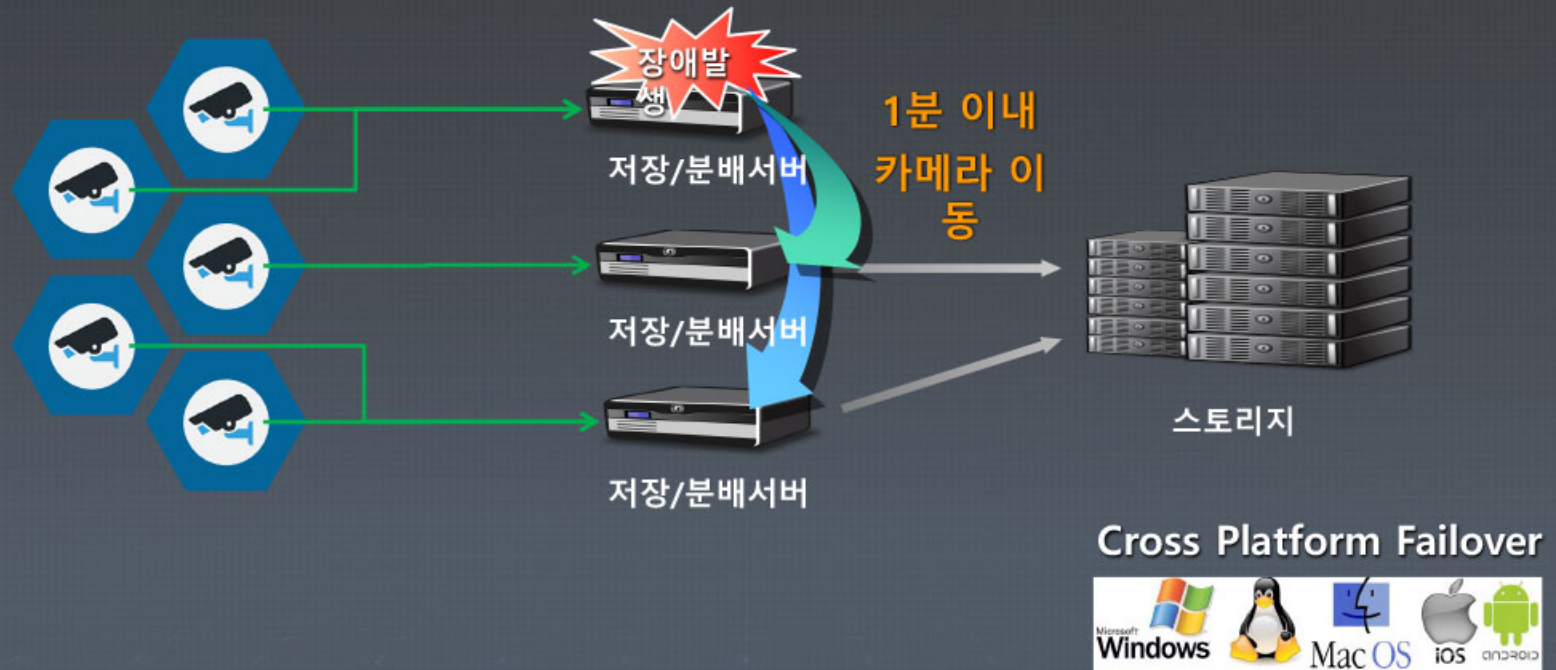 장애발
생
1분 이내
카메라 이
동
저장/분배서버
저장/분배서버
저장/분배서버
스토리지
Cross Platform Failover
Microsoft
Windows
Mac OS
iOS
ANDROID